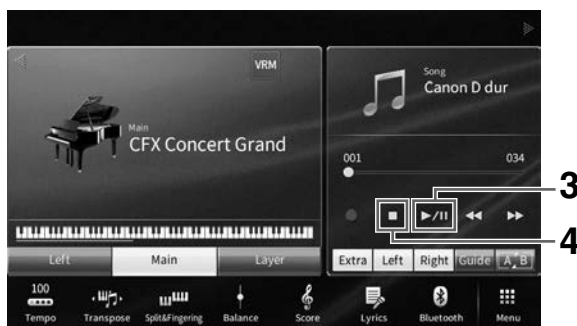 VRM
Main
CFX Concert Grand
Song
Canon D dur
001 034
3
4
Left Main Layer
Extra Left Right Guide A B
100
Tempo Transpose Split&Fingering Balance Score Lyrics Bluetooth Menu